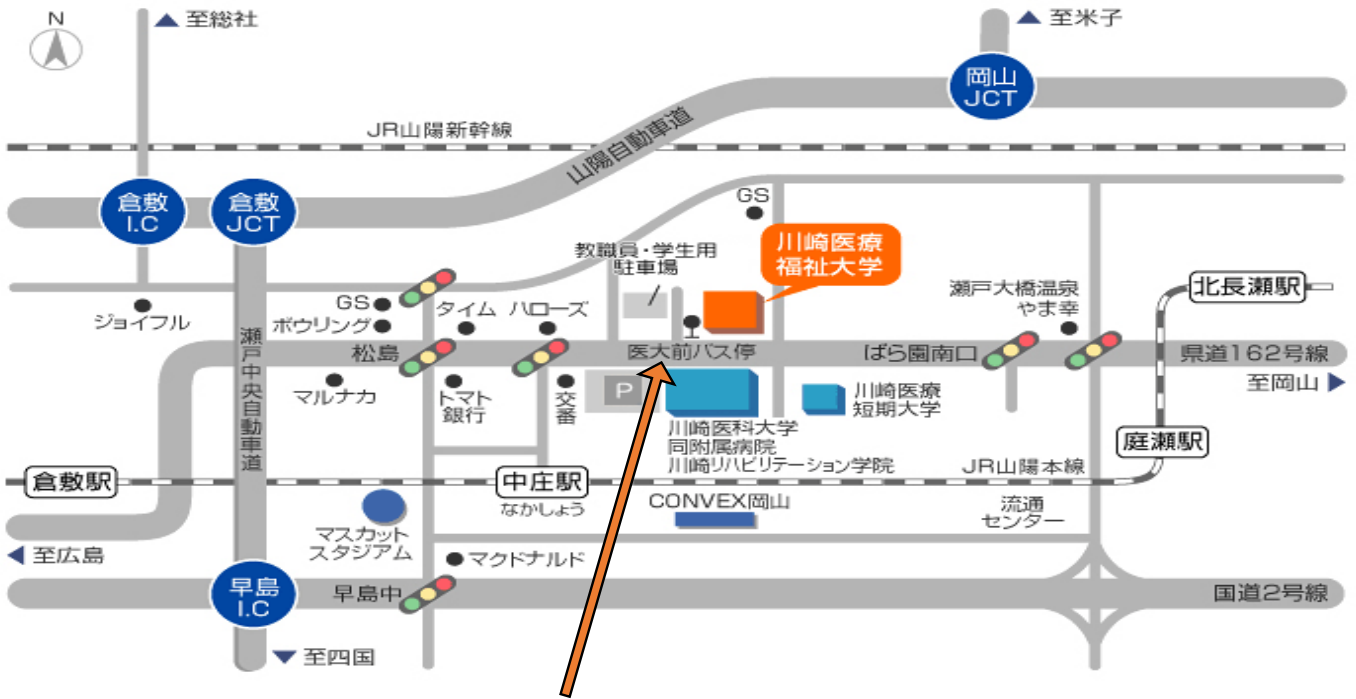 N
至総社
至米子
岡山
JCT
JR山陽新幹線
山陽自動車道
倉敷
I.C
倉敷
JCT
GS
川崎医療
福祉大学
教職員・学生用
駐車場
瀬戸大橋温泉
やま幸
北長瀬駅
ジョイフル
GS
ボウリング
タイム
ハローズ
松島
医大前バス停
ばら園南口
県道162号線
至岡山
瀬戸中央自動車道
マルナカ
トマト
銀行
交番
P
川崎医療
短期大学
川崎医科大学
同附属病院
川崎リハビリテーション学院
JR山陽本線
庭瀬駅
倉敷駅
中庄駅
なかしょう
CONVEX岡山
流通
センター
マスカット
スタジアム
至広島
マクドナルド
早島
I.C
早島中
国道2号線
至四国